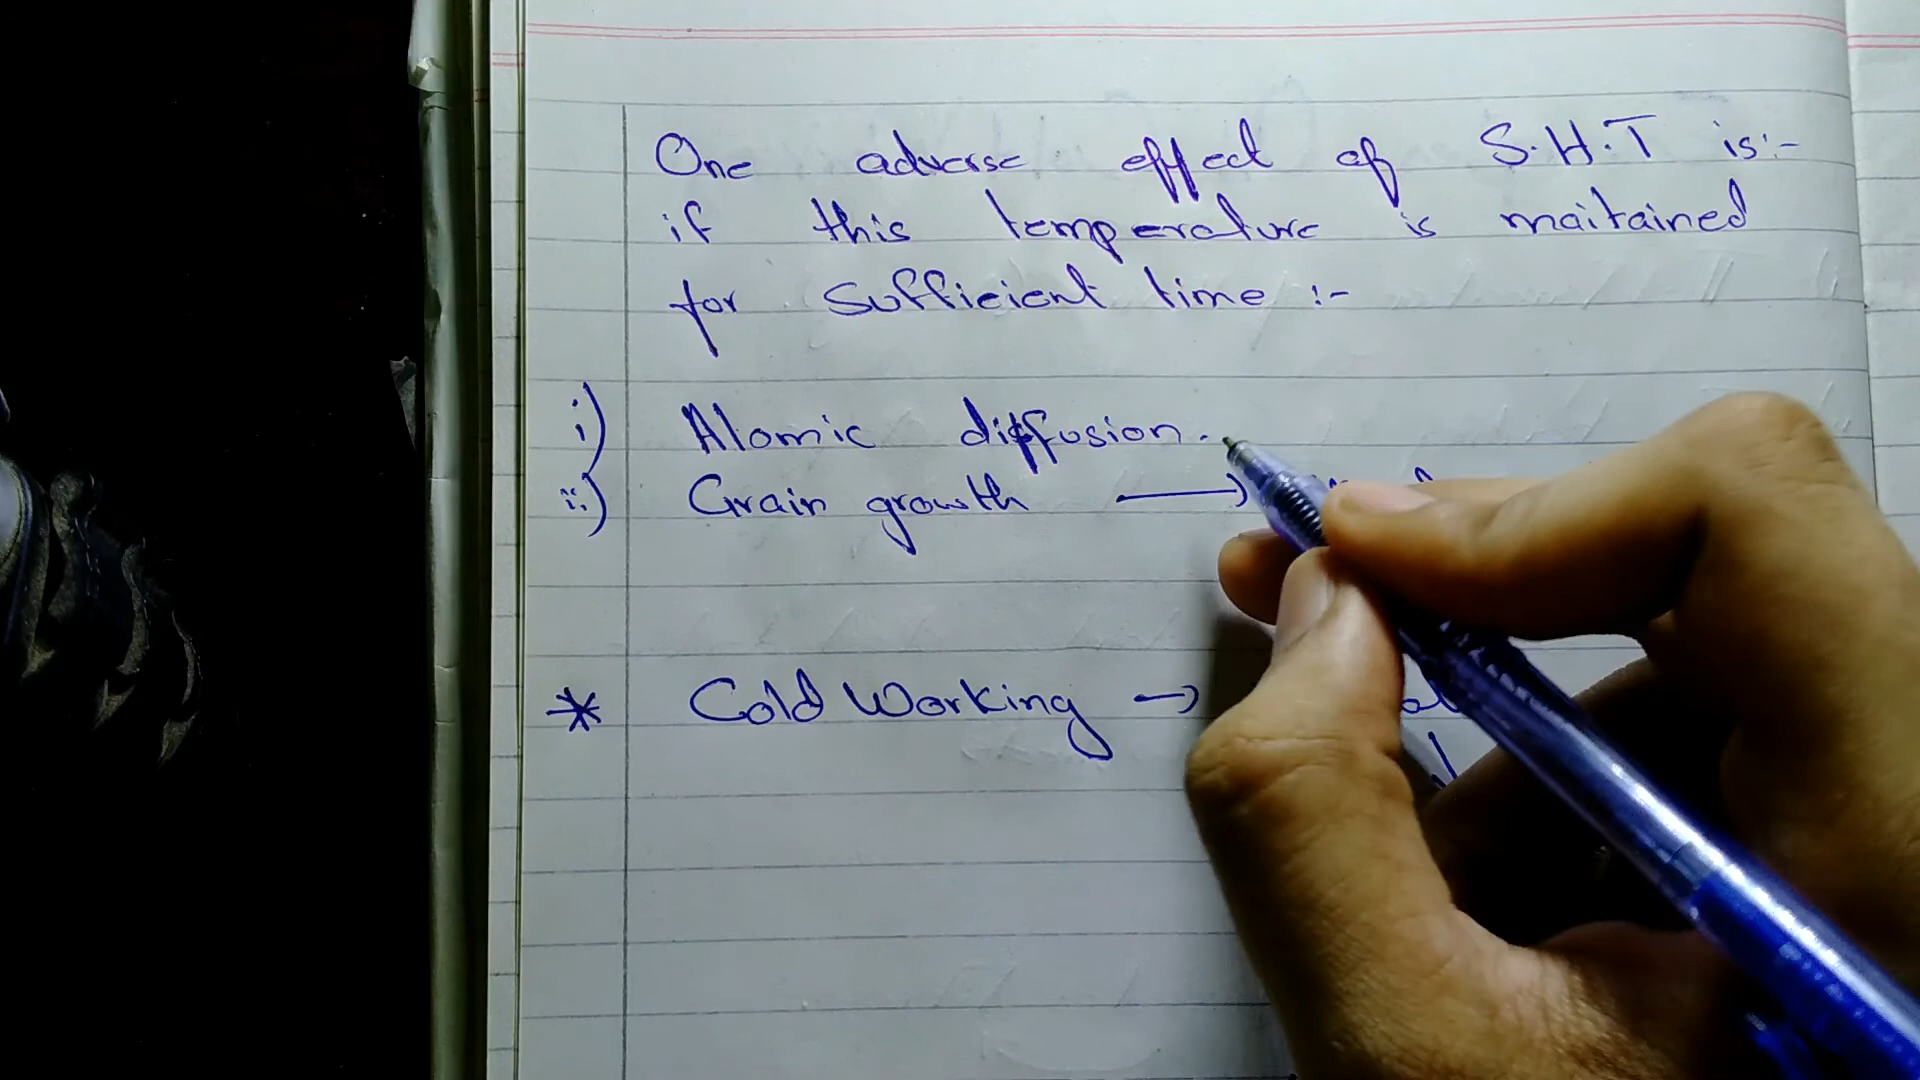 One adverse effect of S.H.T is:-
if this temperature is maitained
for Sufficient time :-
i) Atomic diffusion.
ii) Grain growth →
* Cold Working →